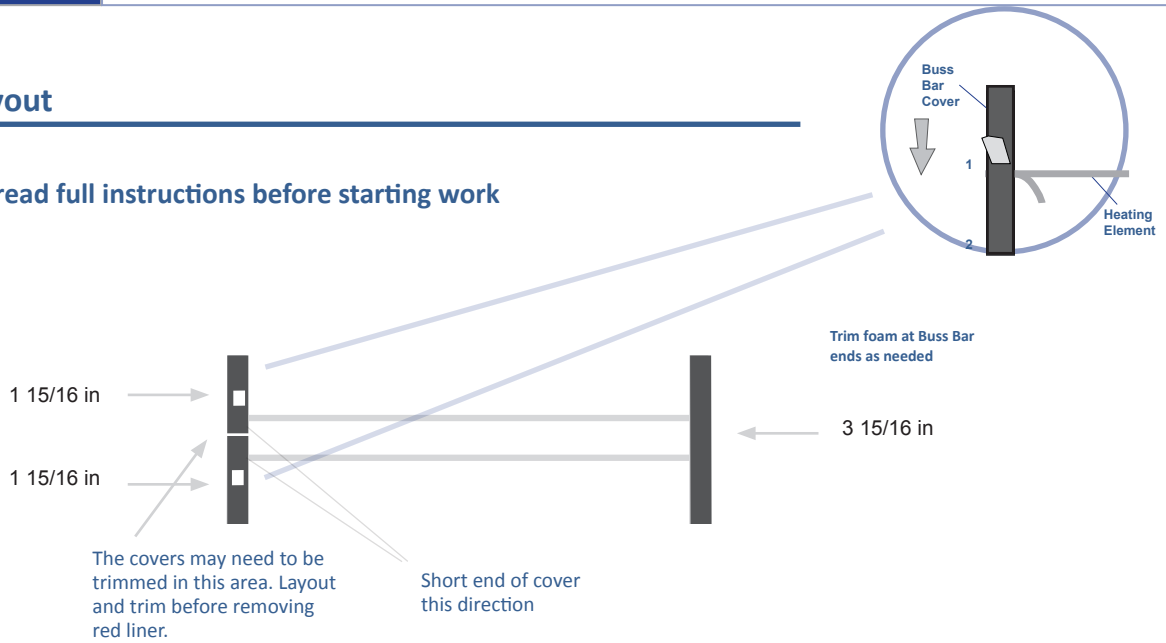 yout
read full instructions before starting work
Buss
Bar
Cover
1
2
Heating
Element
Trim foam at Buss Bar
ends as needed
1 15/16 in
3 15/16 in
1 15/16 in
The covers may need to be
trimmed in this area. Layout
and trim before removing
red liner.
Short end of cover
this direction